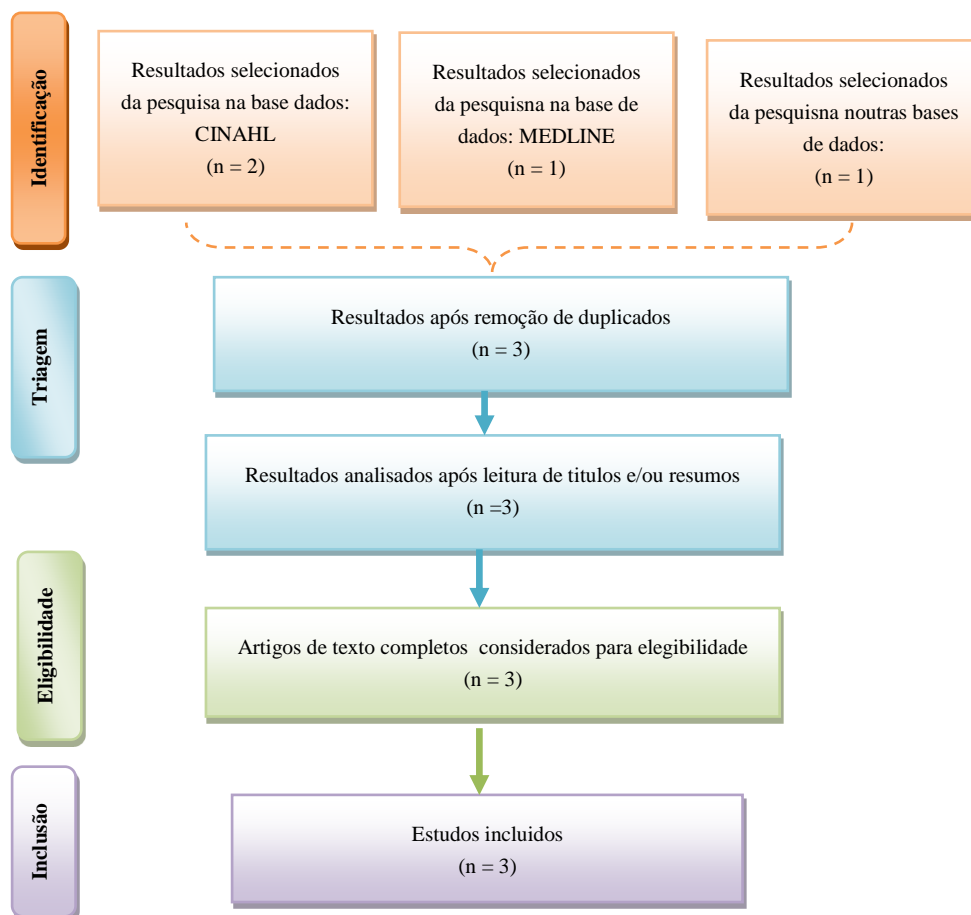 Identificação
Resultados selecionados
da pesquisa na base dados:
CINAHL
(n = 2)
Resultados selecionados
da pesquisna na base de
dados: MEDLINE
(n = 1)
Resultados selecionados
da pesquisna noutras bases
de dados:
(n = 1)
Triagem
Resultados após remoção de duplicados
(n = 3)
Resultados analisados após leitura de titulos e/ou resumos
(n =3)
Eligibilidade
Artigos de texto completos considerados para elegibilidade
(n = 3)
Inclusão
Estudos incluidos
(n = 3)